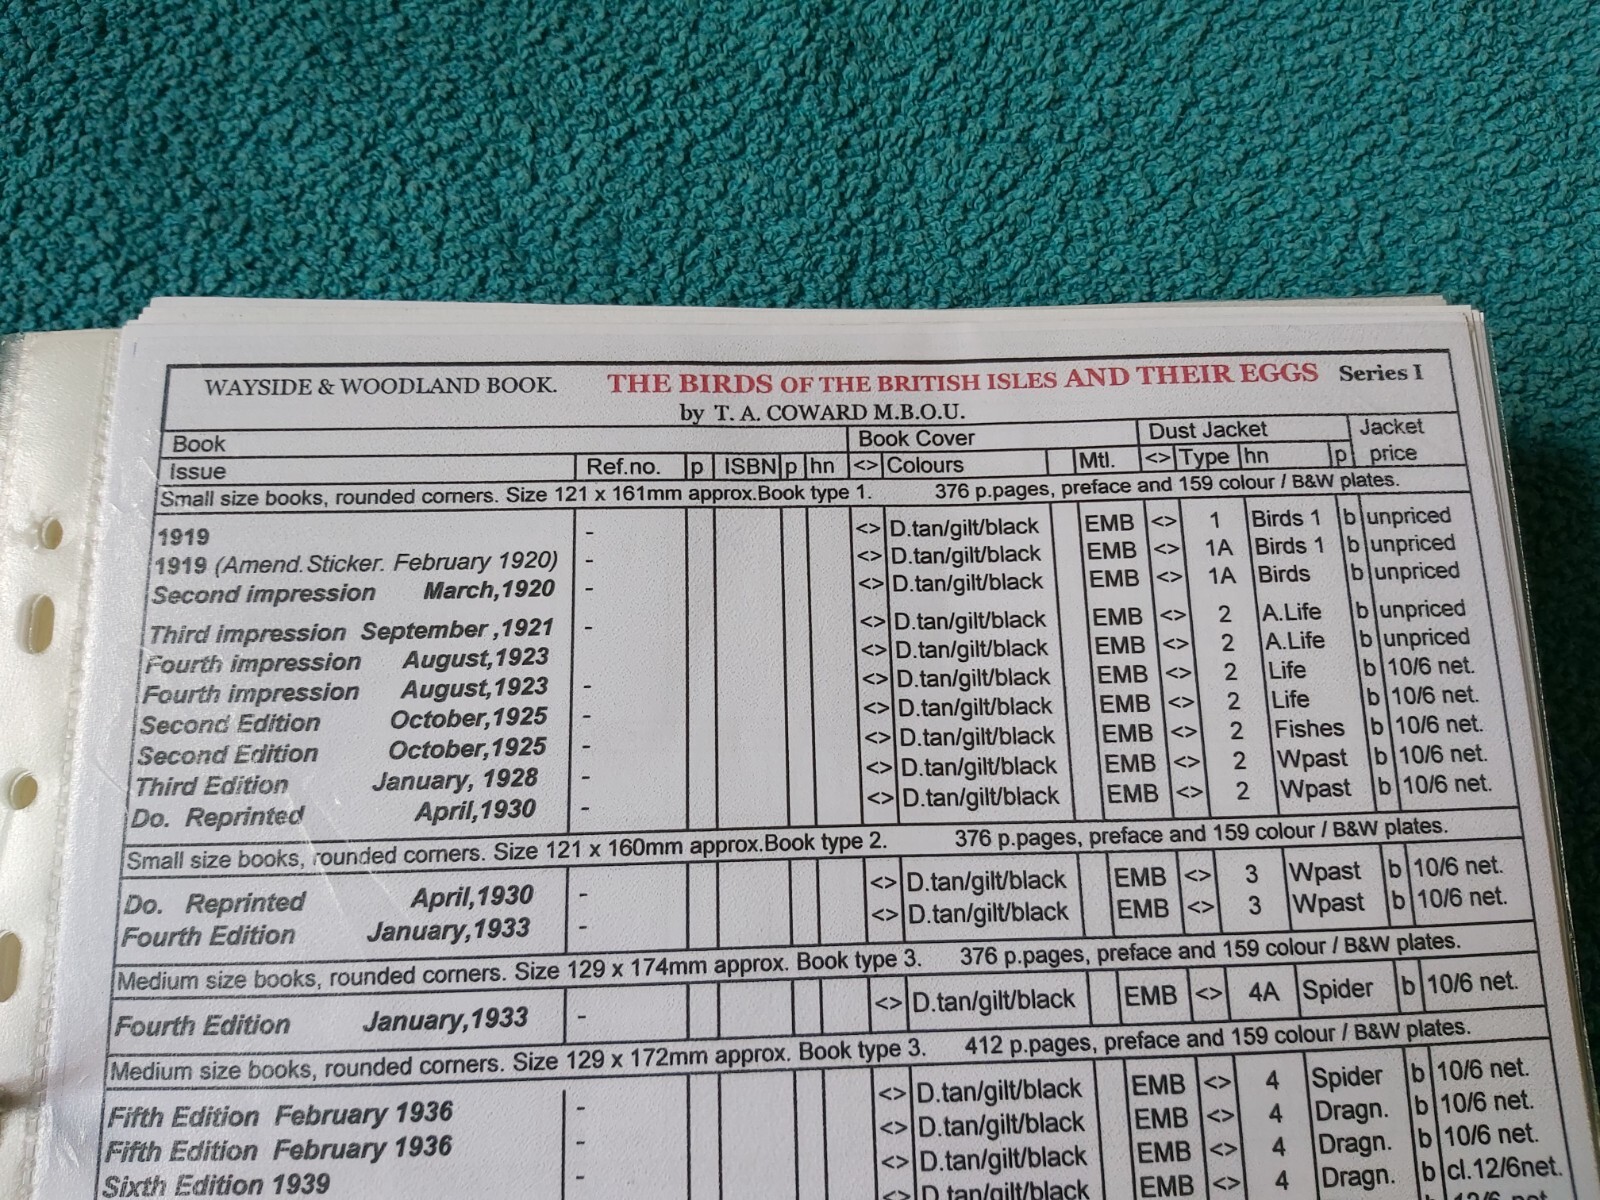 WAYSIDE & WOODLAND BOOK. THE BIRDS OF THE BRITISH ISLES AND THEIR EGGS Series I
by T. A. COWARD M.B.O.U.
Book Book Cover Dust Jacket Jacket
Issue Ref.no. p ISBN p hn <> Colours Mtl. <> Type hn p price
Small size books, rounded corners. Size 121 x 161mm approx.Book type 1. 376 p.pages, preface and 159 colour / B&W plates.
1919 - <> D.tan/gilt/black EMB <> 1 Birds 1 b unpriced
1919 (Amend.Sticker. February 1920) - <> D.tan/gilt/black EMB <> 1A Birds 1 b unpriced
Second impression March,1920 - <> D.tan/gilt/black EMB <> 1A Birds b unpriced
Third impression September ,1921 - <> D.tan/gilt/black EMB <> 2 A.Life b unpriced
Fourth impression August,1923 <> D.tan/gilt/black EMB <> 2 A.Life b unpriced
Fourth impression August,1923 - <> D.tan/gilt/black EMB <> 2 Life b 10/6 net.
Second Edition October,1925 - <> D.tan/gilt/black EMB <> 2 Life b 10/6 net.
Second Edition October,1925 - <> D.tan/gilt/black EMB <> 2 Fishes b 10/6 net.
Third Edition January, 1928 - <> D.tan/gilt/black EMB <> 2 Wpast b 10/6 net.
Do. Reprinted April,1930 - <> D.tan/gilt/black EMB <> 2 Wpast b 10/6 net.
Small size books, rounded corners. Size 121 x 160mm approx.Book type 2. 376 p.pages, preface and 159 colour / B&W plates.
Do. Reprinted April,1930 - <> D.tan/gilt/black EMB <> 3 Wpast b 10/6 net.
Fourth Edition January,1933 - <> D.tan/gilt/black EMB <> 3 Wpast b 10/6 net.
Medium size books, rounded corners. Size 129 x 174mm approx. Book type 3. 376 p.pages, preface and 159 colour / B&W plates.
Fourth Edition January,1933 - <> D.tan/gilt/black EMB <> 4A Spider b 10/6 net.
Medium size books, rounded corners. Size 129 x 172mm approx. Book type 3. 412 p.pages, preface and 159 colour / B&W plates.
Fifth Edition February 1936 - <> D.tan/gilt/black EMB <> 4 Spider b 10/6 net.
Fifth Edition February 1936 - <> D.tan/gilt/black EMB <> 4 Dragn. b 10/6 net.
Sixth Edition 1939 - <> D.tan/gilt/black EMB <> 4 Dragn. b 10/6 net.
<> D.tan/gilt/black EMB <> 4 Dragn. b cl.12/6net.